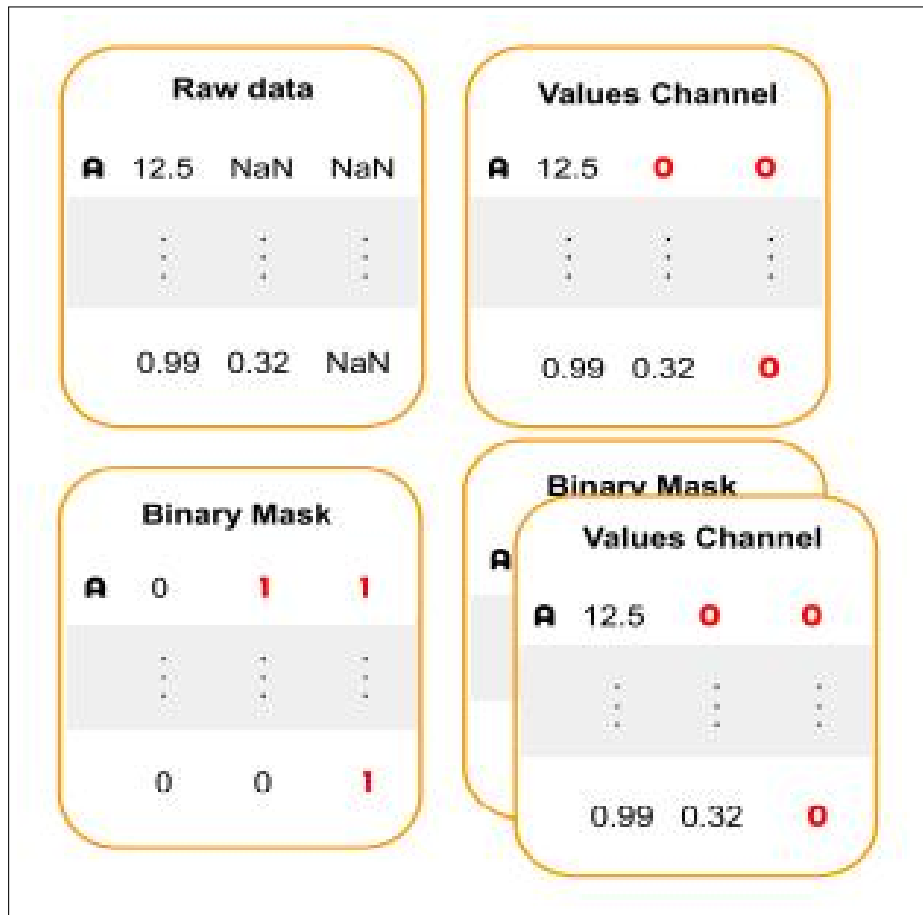 Raw data
A 12.5 NaN NaN
⋮ ⋮ ⋮
0.99 0.32 NaN
Values Channel
A 12.5 0 0
⋮ ⋮ ⋮
0.99 0.32 0
Binary Mask
A 0 1 1
⋮ ⋮ ⋮
0 0 1
Binary Mask
A
Values Channel
A 12.5 0 0
⋮ ⋮ ⋮
0.99 0.32 0